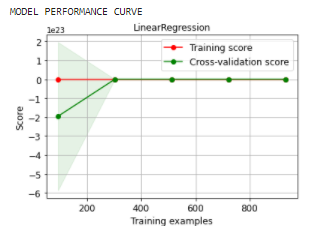 MODEL PERFORMANCE CURVE
LinearRegression
1e23
Training score
Cross-validation score
2
1
0
−1
−2
−3
−4
−5
−6
Score
200 400 600 800
Training examples